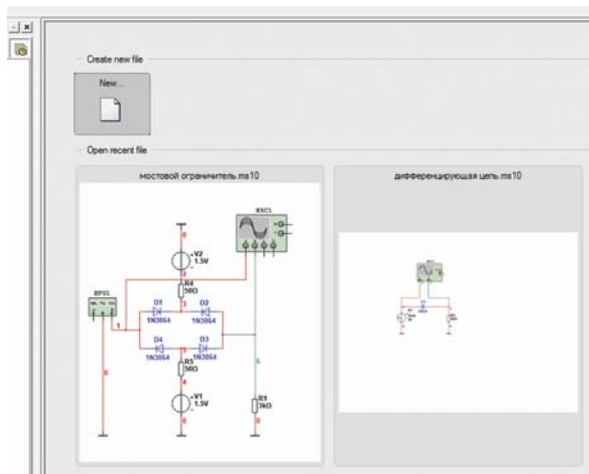 Create new file
New...
Open recent file
мостовой ограничитель.ms10
дифференцирующая цепь.ms10
XSC1
V2
1.5V
R4
50Ω
XFG1
D1
D2
1N3064
1N3064
D4
D3
1N3064
1N3064
R5
50Ω
V1
1.5V
R1
3kΩ